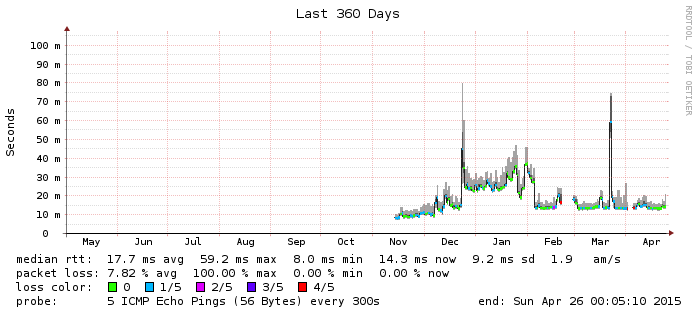 Last 360 Days
RRDTOOL / TOBI OETIKER
Seconds
100 m
90 m
80 m
70 m
60 m
50 m
40 m
30 m
20 m
10 m
0
May Jun Jul Aug Sep Oct Nov Dec Jan Feb Mar Apr
median rtt: 17.7 ms avg 59.2 ms max 8.0 ms min 14.3 ms now 9.2 ms sd 1.9 am/s
packet loss: 7.82 % avg 100.00 % max 0.00 % min 0.00 % now
loss color: 0 1/5 2/5 3/5 4/5
probe: 5 ICMP Echo Pings (56 Bytes) every 300s end: Sun Apr 26 00:05:10 2015